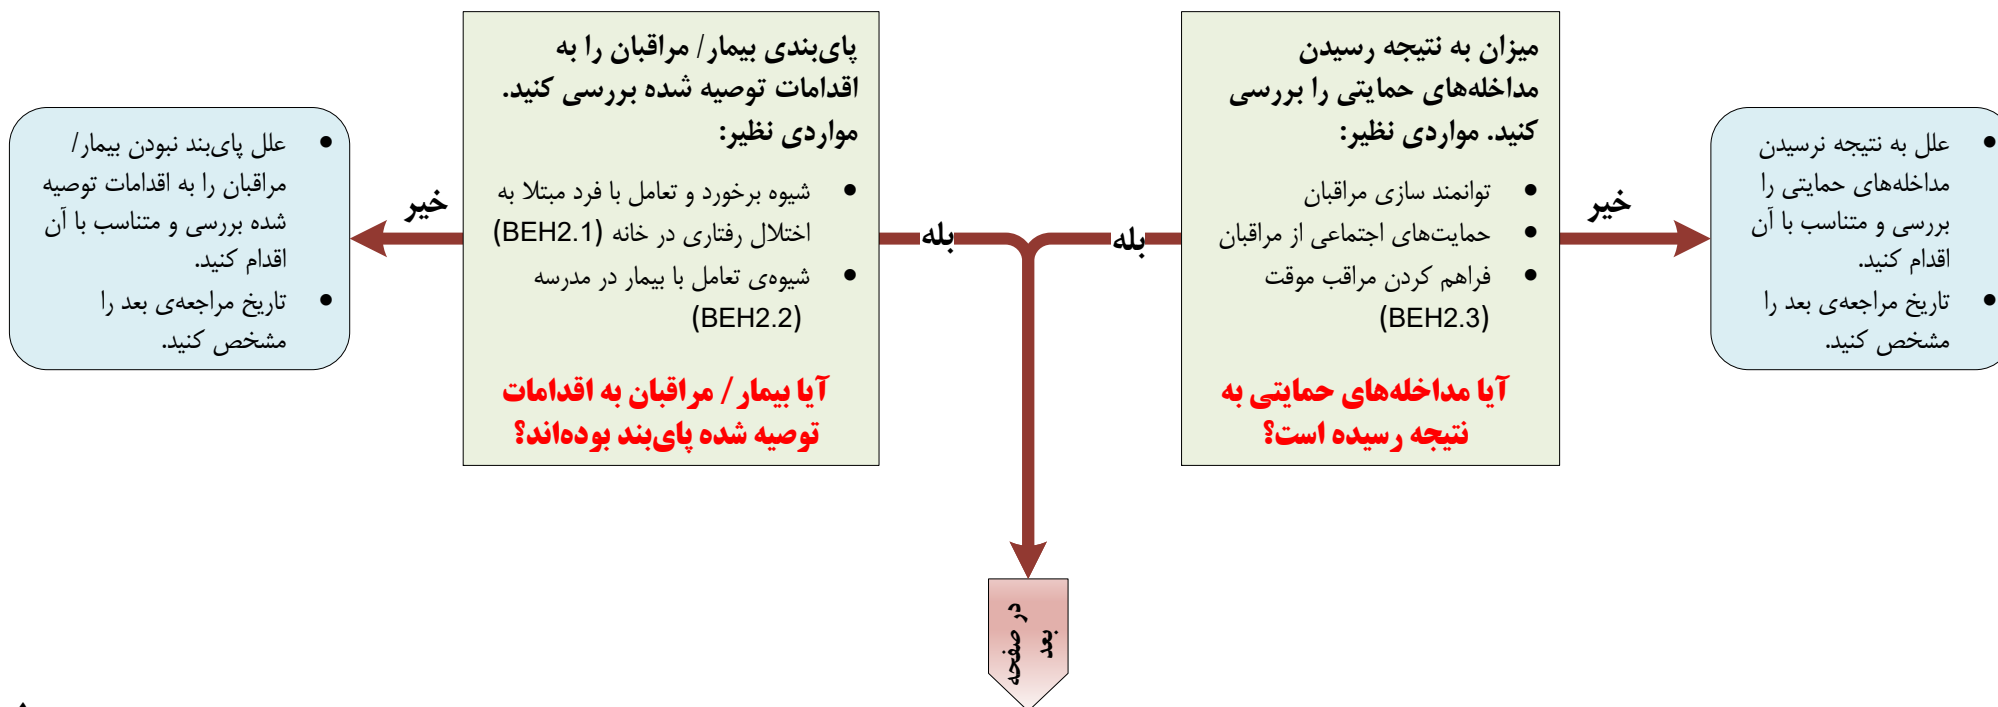 میزان به نتیجه رسیدن
مداخله‌های حمایتی را بررسی
کنید. مواردی نظیر:
• توانمند سازی مراقبان
• حمایت‌های اجتماعی از مراقبان
• فراهم کردن مراقب موقت
(BEH2.3)
آیا مداخله‌های حمایتی به
نتیجه رسیده است؟
خیر
• علل به نتیجه نرسیدن
مداخله‌های حمایتی را
بررسی و متناسب با آن
اقدام کنید.
• تاریخ مراجعه‌ی بعد را
مشخص کنید.
بله
پای‌بندی بیمار/ مراقبان را به
اقدامات توصیه شده بررسی کنید.
مواردی نظیر:
• شیوه برخورد و تعامل با فرد مبتلا به
اختلال رفتاری در خانه (BEH2.1)
• شیوه‌ی تعامل با بیمار در مدرسه
(BEH2.2)
آیا بیمار / مراقبان به اقدامات
توصیه شده پای‌بند بوده‌اند؟
بله
خیر
• علل پای‌بند نبودن بیمار/
مراقبان را به اقدامات توصیه
شده بررسی و متناسب با آن
اقدام کنید.
• تاریخ مراجعه‌ی بعد را
مشخص کنید.
در صفحه
بعد